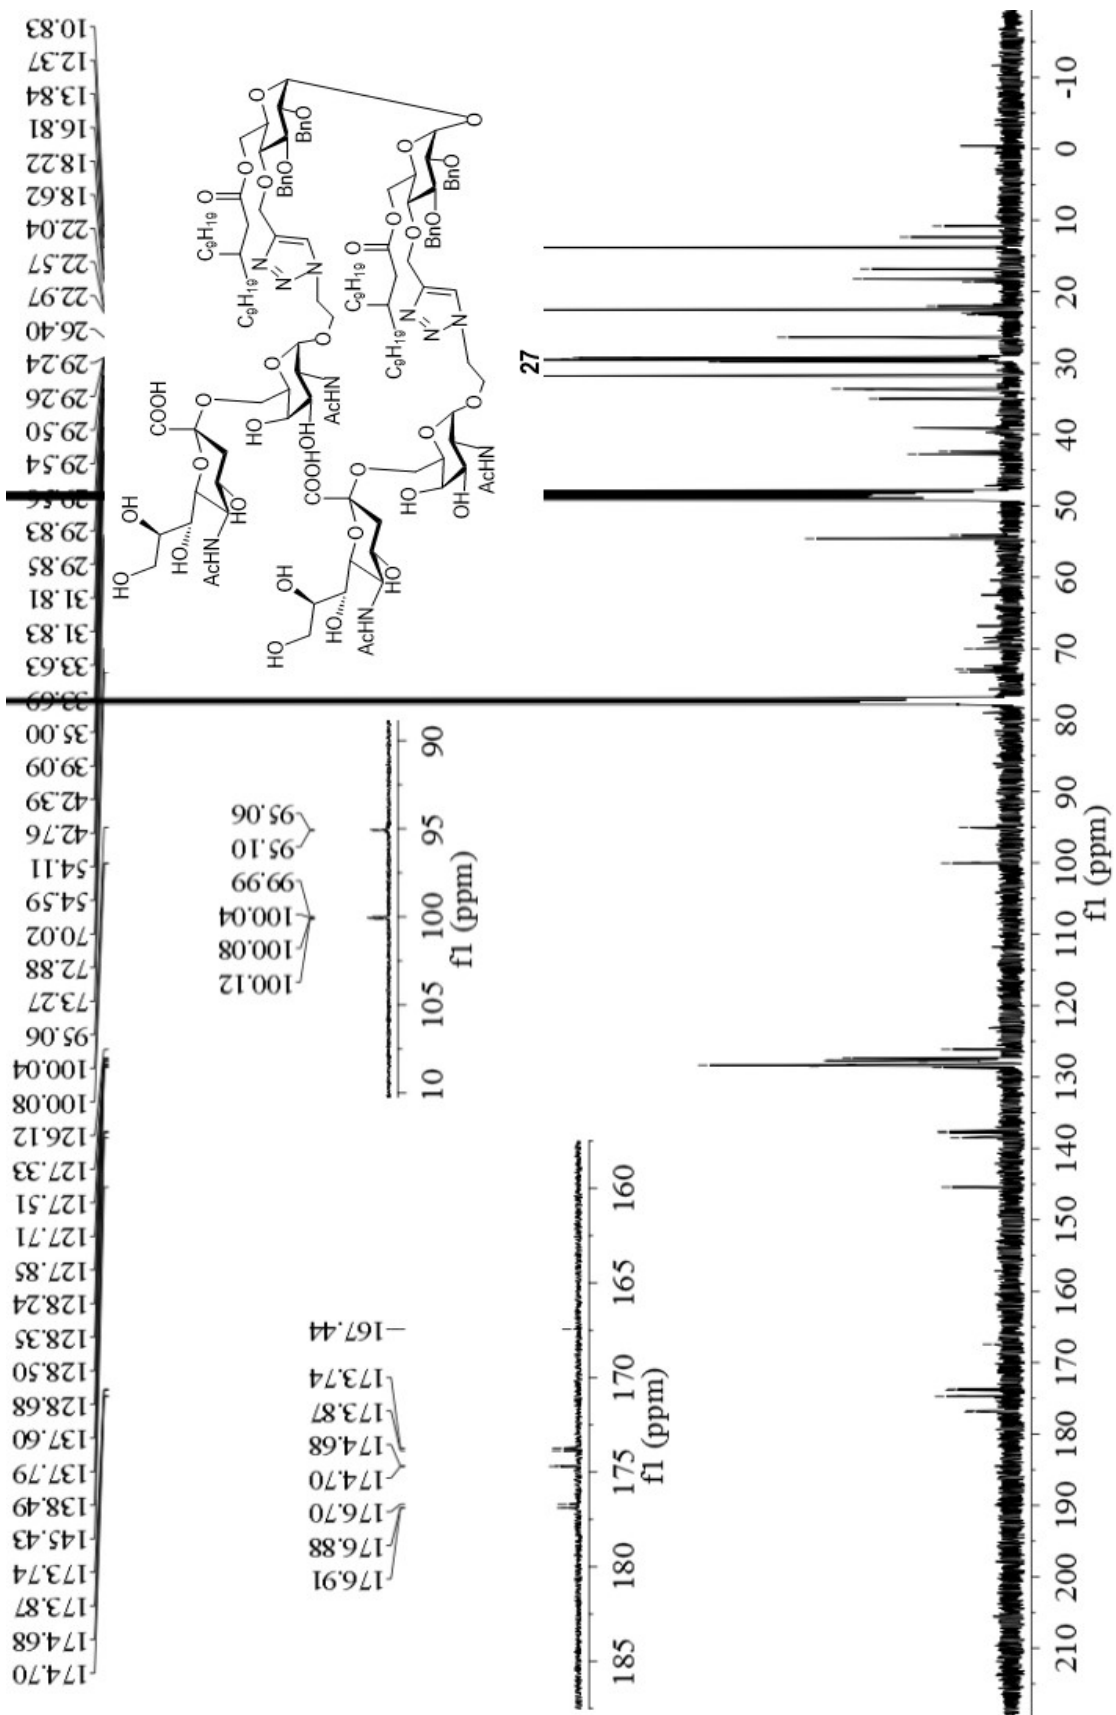 10.83
12.37
13.84
16.81
18.22
18.62
22.04
22.57
22.97
26.40
29.24
29.26
29.50
29.54
29.56
29.83
29.85
31.81
31.83
33.63
33.69
35.00
39.09
42.39
42.76
54.11
54.59
70.02
72.88
73.27
95.06
100.04
100.08
126.12
127.33
127.51
127.71
127.85
128.24
128.35
128.50
128.68
137.60
137.79
138.49
145.43
173.74
173.87
174.68
174.70
HO
OH
HO
AcHN
HO
COOH
O
O
HO
OH
AcHN
O
O
N
N
N
C₉H₁₉
C₉H₁₉
O
O
O
O
BnO
BnO
O
HO
OH
HO
AcHN
HO
COOH
O
O
HO
OH
AcHN
O
O
N
N
N
C₉H₁₉
C₉H₁₉
O
O
O
O
BnO
BnO
27
95.06
95.10
99.99
100.04
100.08
100.12
90
95
100
105
10
f1 (ppm)
167.44
173.74
173.87
174.68
174.70
176.70
176.88
176.91
160
165
170
175
180
185
f1 (ppm)
-10
0
10
20
30
40
50
60
70
80
90
100
110
120
130
140
150
160
170
180
190
200
210
f1 (ppm)